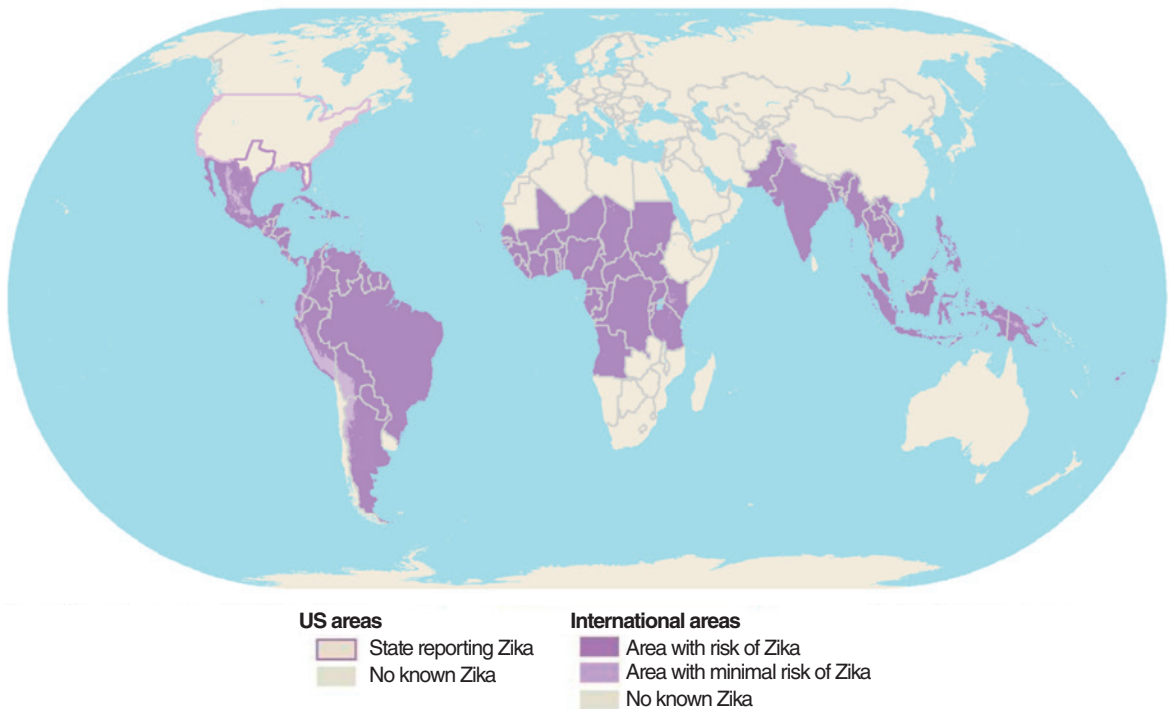 US areas
State reporting Zika
No known Zika
International areas
Area with risk of Zika
Area with minimal risk of Zika
No known Zika